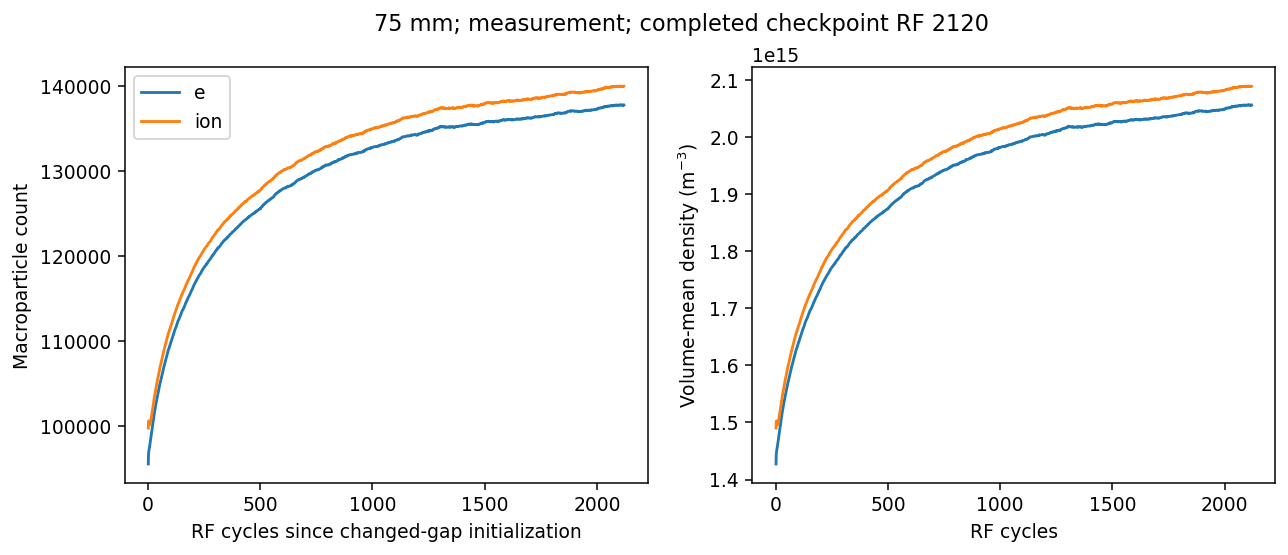 75 mm; measurement; completed checkpoint RF 2120
e
ion
140000
130000
120000
110000
100000
Macroparticle count
0
500
1000
1500
2000
RF cycles since changed-gap initialization
1e15
2.1
2.0
1.9
1.8
1.7
1.6
1.5
1.4
Volume-mean density (m⁻³)
0
500
1000
1500
2000
RF cycles